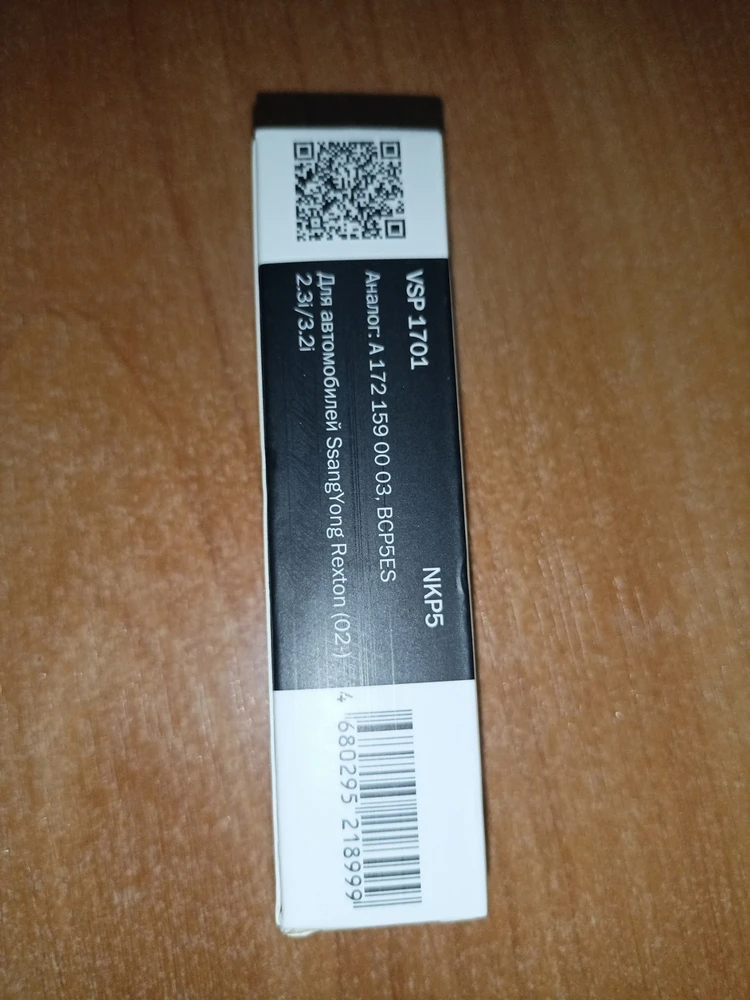 VSP 1701
NKP5
Аналог: A 172 159 00 03, BCP5ES
Для автомобилей SsangYong Rexton (02-)
2.3i/3.2i
4 680295 218999